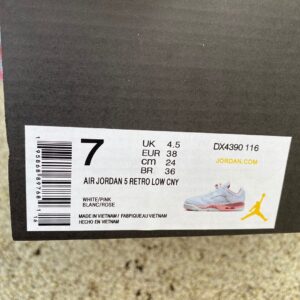 7
UK 4.5
EUR 38
cm 24
BR 36
DX4390 116
JORDAN.COM
AIR JORDAN 5 RETRO LOW CNY
WHITE/PINK
BLANC/ROSE
MADE IN VIETNAM / FABRIQUÉ AU VIETNAM
HECHO EN VIETNAM